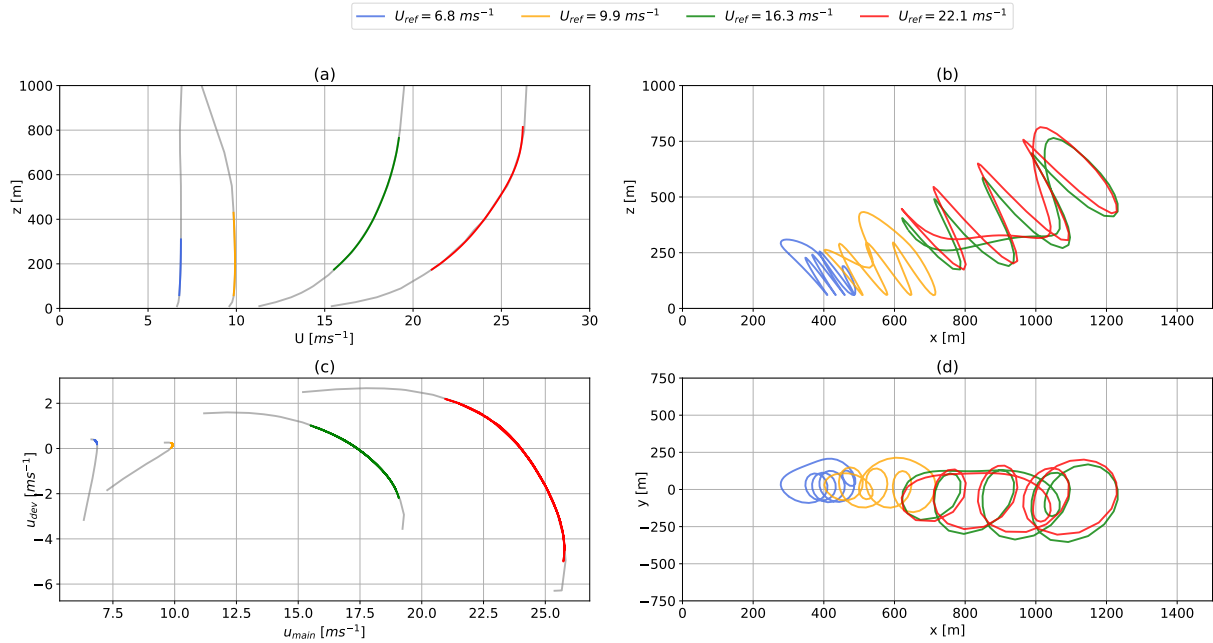 U_ref = 6.8 ms⁻¹ U_ref = 9.9 ms⁻¹ U_ref = 16.3 ms⁻¹ U_ref = 22.1 ms⁻¹
(a)
1000
800
600
400
200
0
z [m]
0 5 10 15 20 25 30
U [ms⁻¹]
(b)
1000
750
500
250
0
z [m]
0 200 400 600 800 1000 1200 1400
x [m]
(c)
2
0
−2
−4
−6
u_dev [ms⁻¹]
7.5 10.0 12.5 15.0 17.5 20.0 22.5 25.0
u_main [ms⁻¹]
(d)
750
500
250
0
−250
−500
−750
y [m]
0 200 400 600 800 1000 1200 1400
x [m]